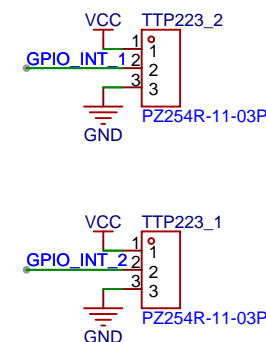 VCC TTP223_2
1 1
GPIO_INT_1 2 2
3 3
GND
PZ254R-11-03P
VCC TTP223_1
1 1
GPIO_INT_2 2 2
3 3
GND
PZ254R-11-03P